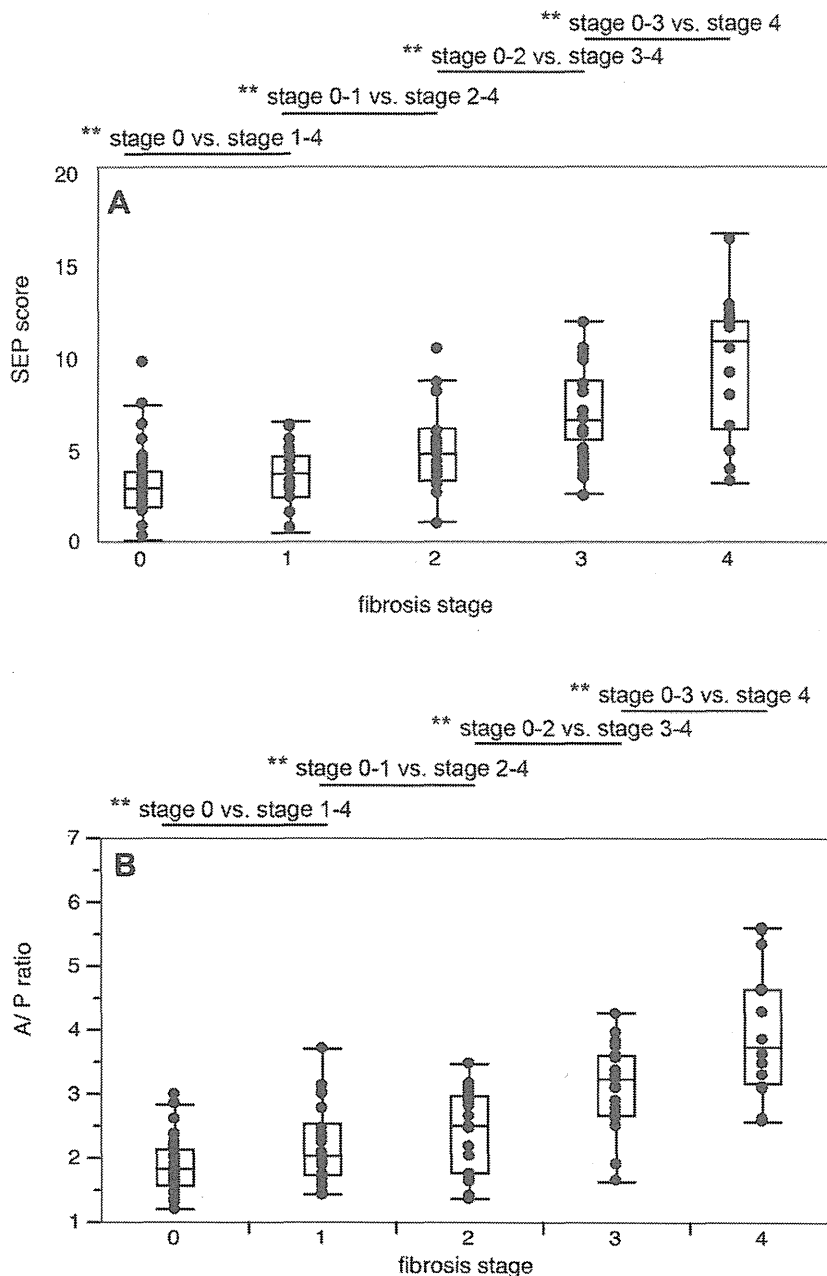 ** stage 0-3 vs. stage 4
** stage 0-2 vs. stage 3-4
** stage 0-1 vs. stage 2-4
** stage 0 vs. stage 1-4
A
SEP score
20
15
10
5
0
0 1 2 3 4
fibrosis stage
** stage 0-3 vs. stage 4
** stage 0-2 vs. stage 3-4
** stage 0-1 vs. stage 2-4
** stage 0 vs. stage 1-4
B
A/ P ratio
7
6
5
4
3
2
1
0 1 2 3 4
fibrosis stage